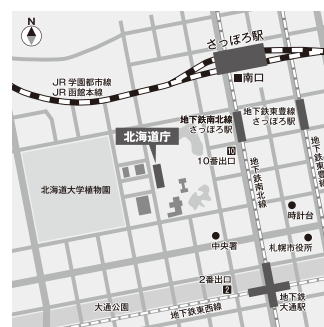 N
さっぽろ駅
南口
JR 学園都市線
JR 函館本線
地下鉄南北線
さっぽろ駅
地下鉄東豊線
さっぽろ駅
北海道庁
10
10番出口
北海道大学植物園
地下鉄南北線
地下鉄東豊線
時計台
中央署
札幌市役所
2番出口
2
大通公園
地下鉄東西線
地下鉄
大通駅